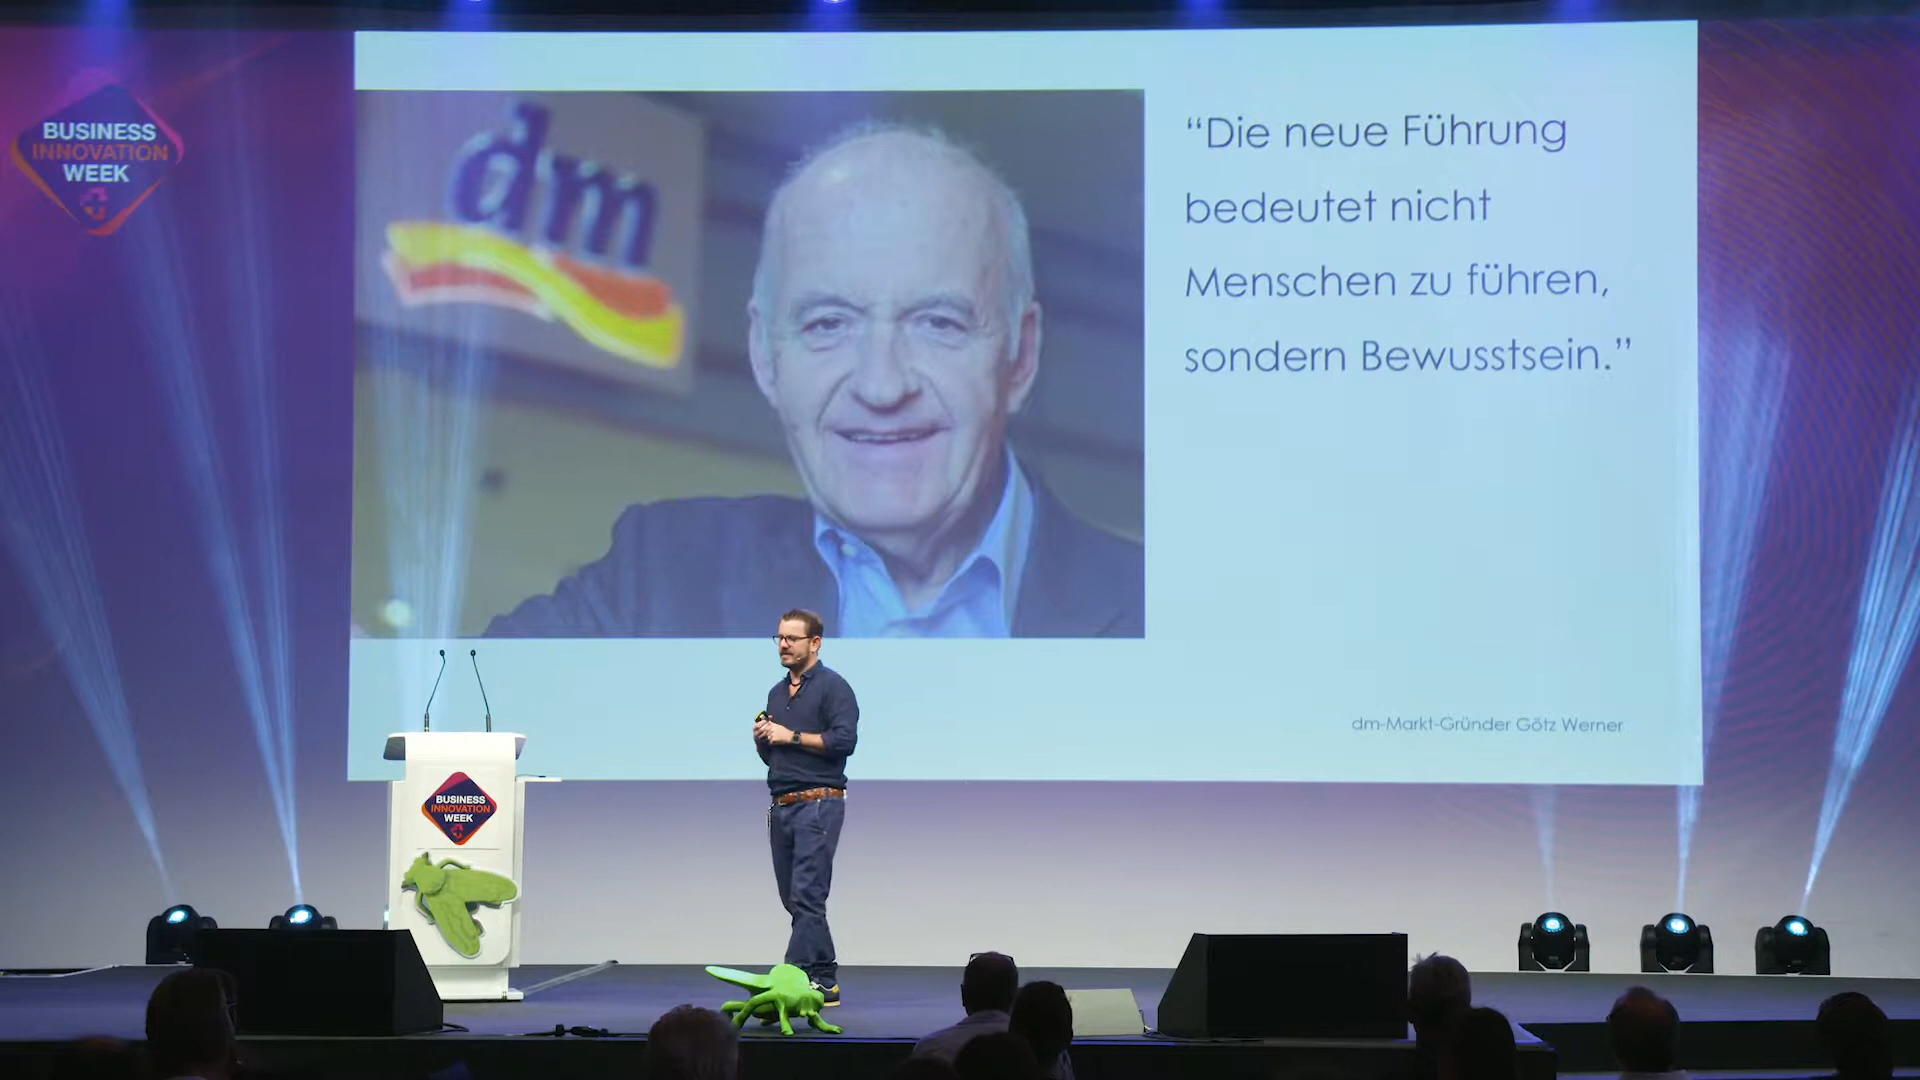 BUSINESS
INNOVATION
WEEK
dm
“Die neue Führung
bedeutet nicht
Menschen zu führen,
sondern Bewusstsein.”
dm-Markt-Gründer Götz Werner
BUSINESS
INNOVATION
WEEK